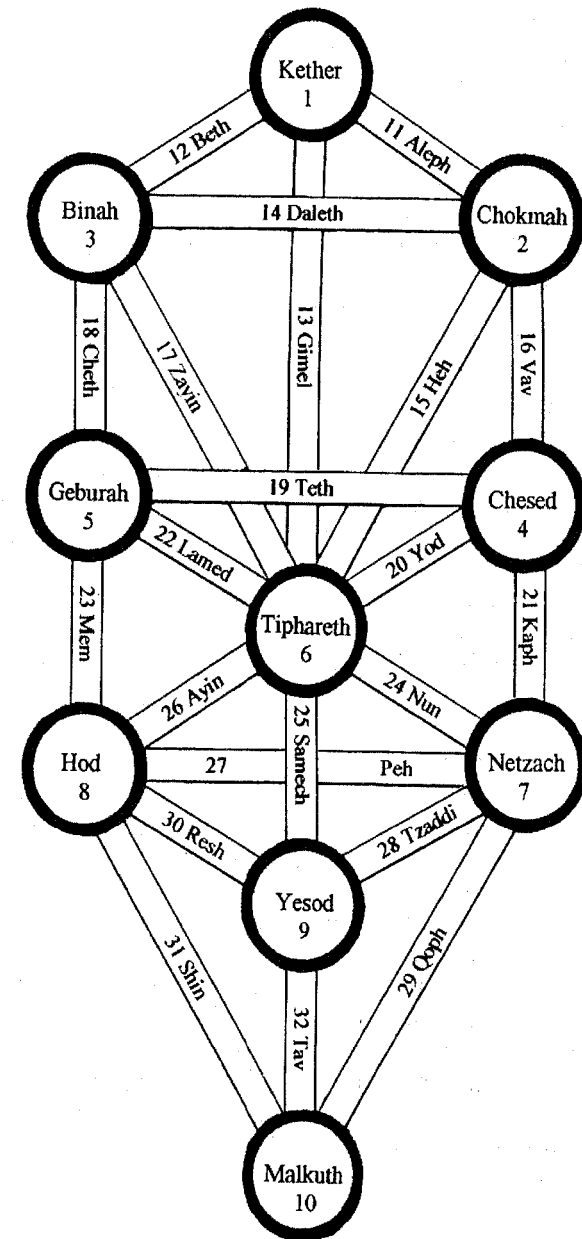 Kether
1
12 Beth
11 Aleph
Binah
3
14 Daleth
Chokmah
2
18 Cheth
17 Zayin
13 Gimel
15 Heh
16 Vav
Geburah
5
19 Teth
Chesed
4
22 Lamed
20 Yod
23 Mem
Tiphareth
6
21 Kaph
26 Ayin
25 Samech
24 Nun
Hod
8
27 Peh
Netzach
7
30 Resh
28 Tzaddi
Yesod
9
31 Shin
32 Tav
29 Qoph
Malkuth
10